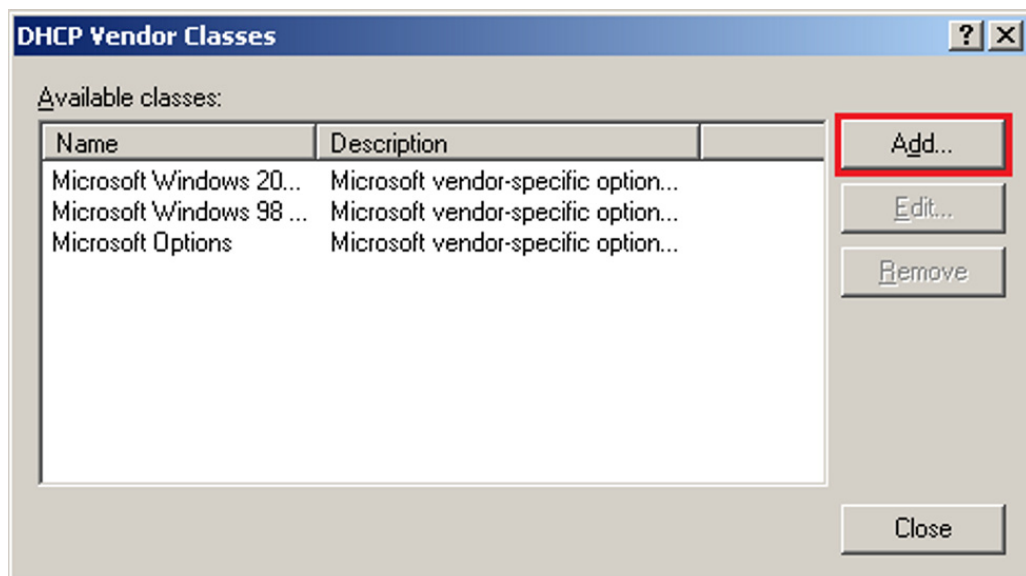 DHCP Vendor Classes
Available classes:
Name Description
Microsoft Windows 20... Microsoft vendor-specific option...
Microsoft Windows 98 ... Microsoft vendor-specific option...
Microsoft Options Microsoft vendor-specific option...
Add...
Edit...
Remove
Close